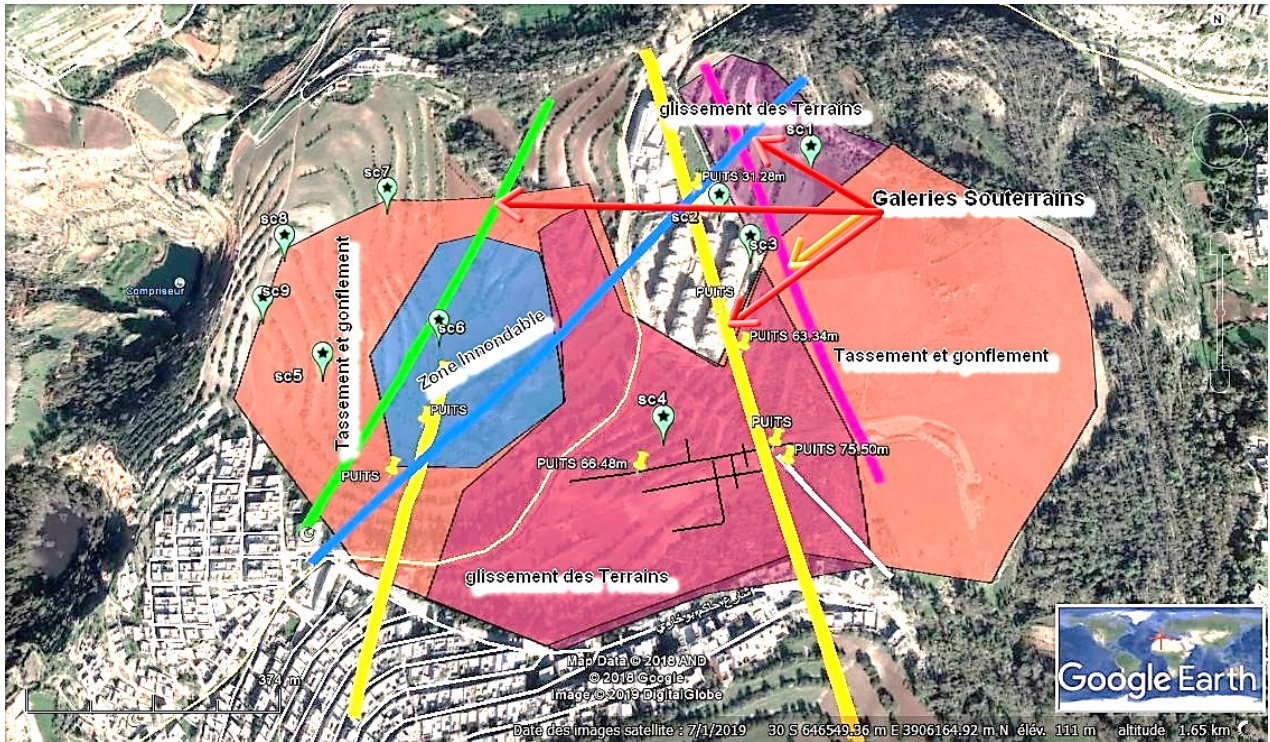 N
glissement des Terrains
sc1
PUITS 31.28m
sc7
Galeries Souterrains
sc2
sc8
sc3
Tassement et gonflement
Compriseur
sc9
PUITS
sc6
PUITS 63.34m
Zone Innondable
Tassement et gonflement
sc5
sc4
PUITS
PUITS
PUITS 75.50m
PUITS
PUITS 66.48m
glissement des Terrains
Map Data © 2018 AND
© 2018 Google
Image © 2019 DigitalGlobe
374 m
Google Earth
Date des images satellite : 7/1/2019 30 S 646549.36 m E 3906164.92 m N élév. 111 m altitude 1.65 km